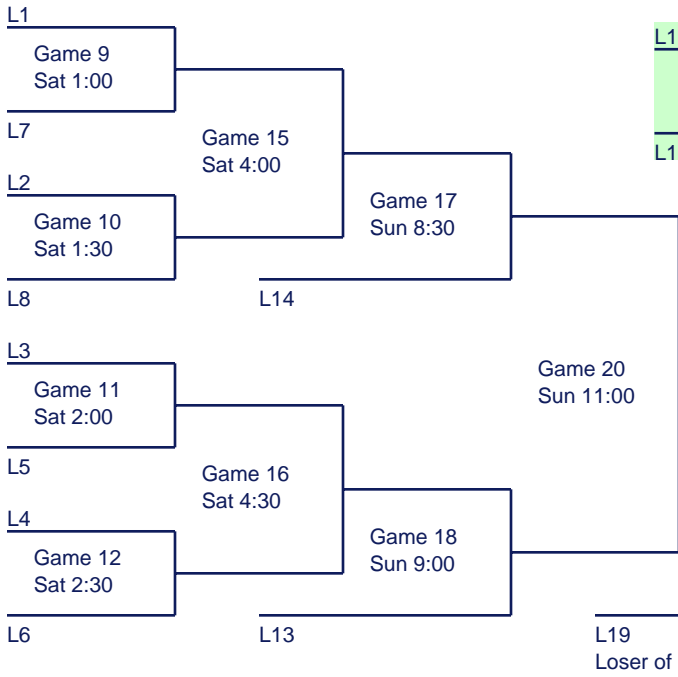 L1
Game 9
Sat 1:00
L7
Game 15
Sat 4:00
L2
Game 10
Sat 1:30
L8
Game 17
Sun 8:30
L14
L3
Game 11
Sat 2:00
L5
Game 16
Sat 4:30
L4
Game 12
Sat 2:30
L6
Game 18
Sun 9:00
L13
Game 20
Sun 11:00
L19
Loser of
L1
L1